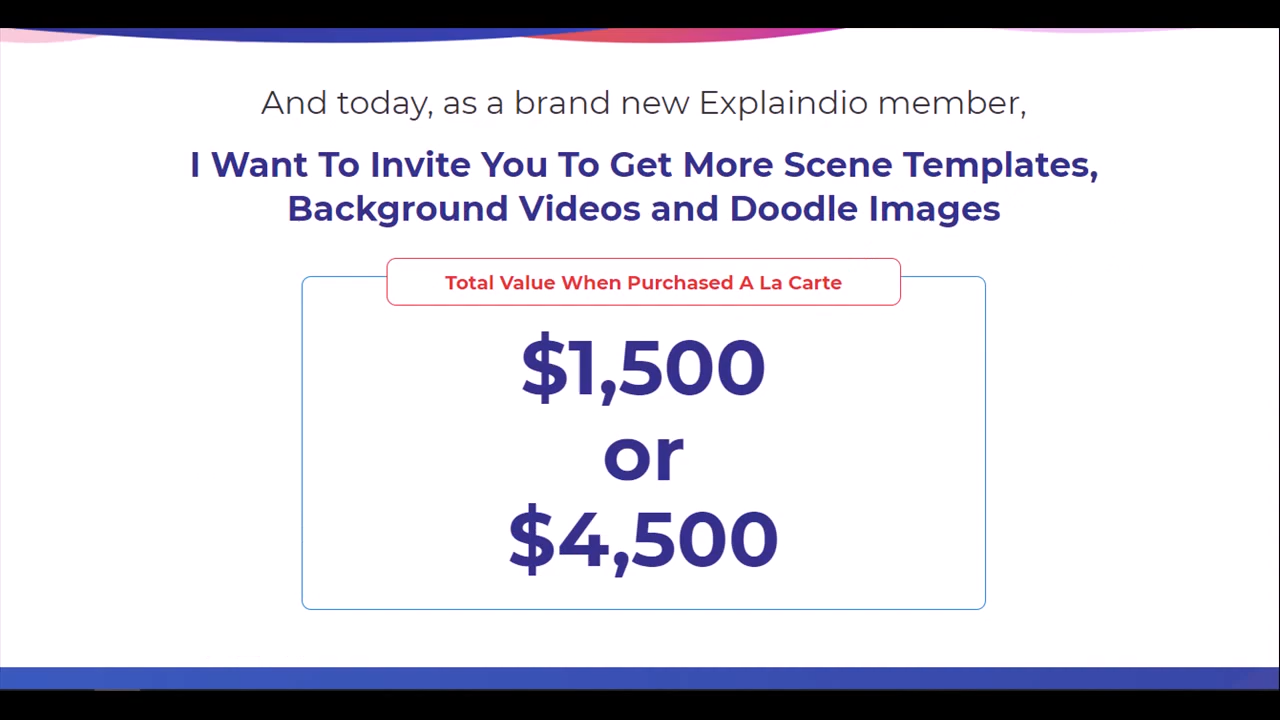 And today, as a brand new Explaindio member,
I Want To Invite You To Get More Scene Templates,
Background Videos and Doodle Images
Total Value When Purchased A La Carte
$1,500
or
$4,500